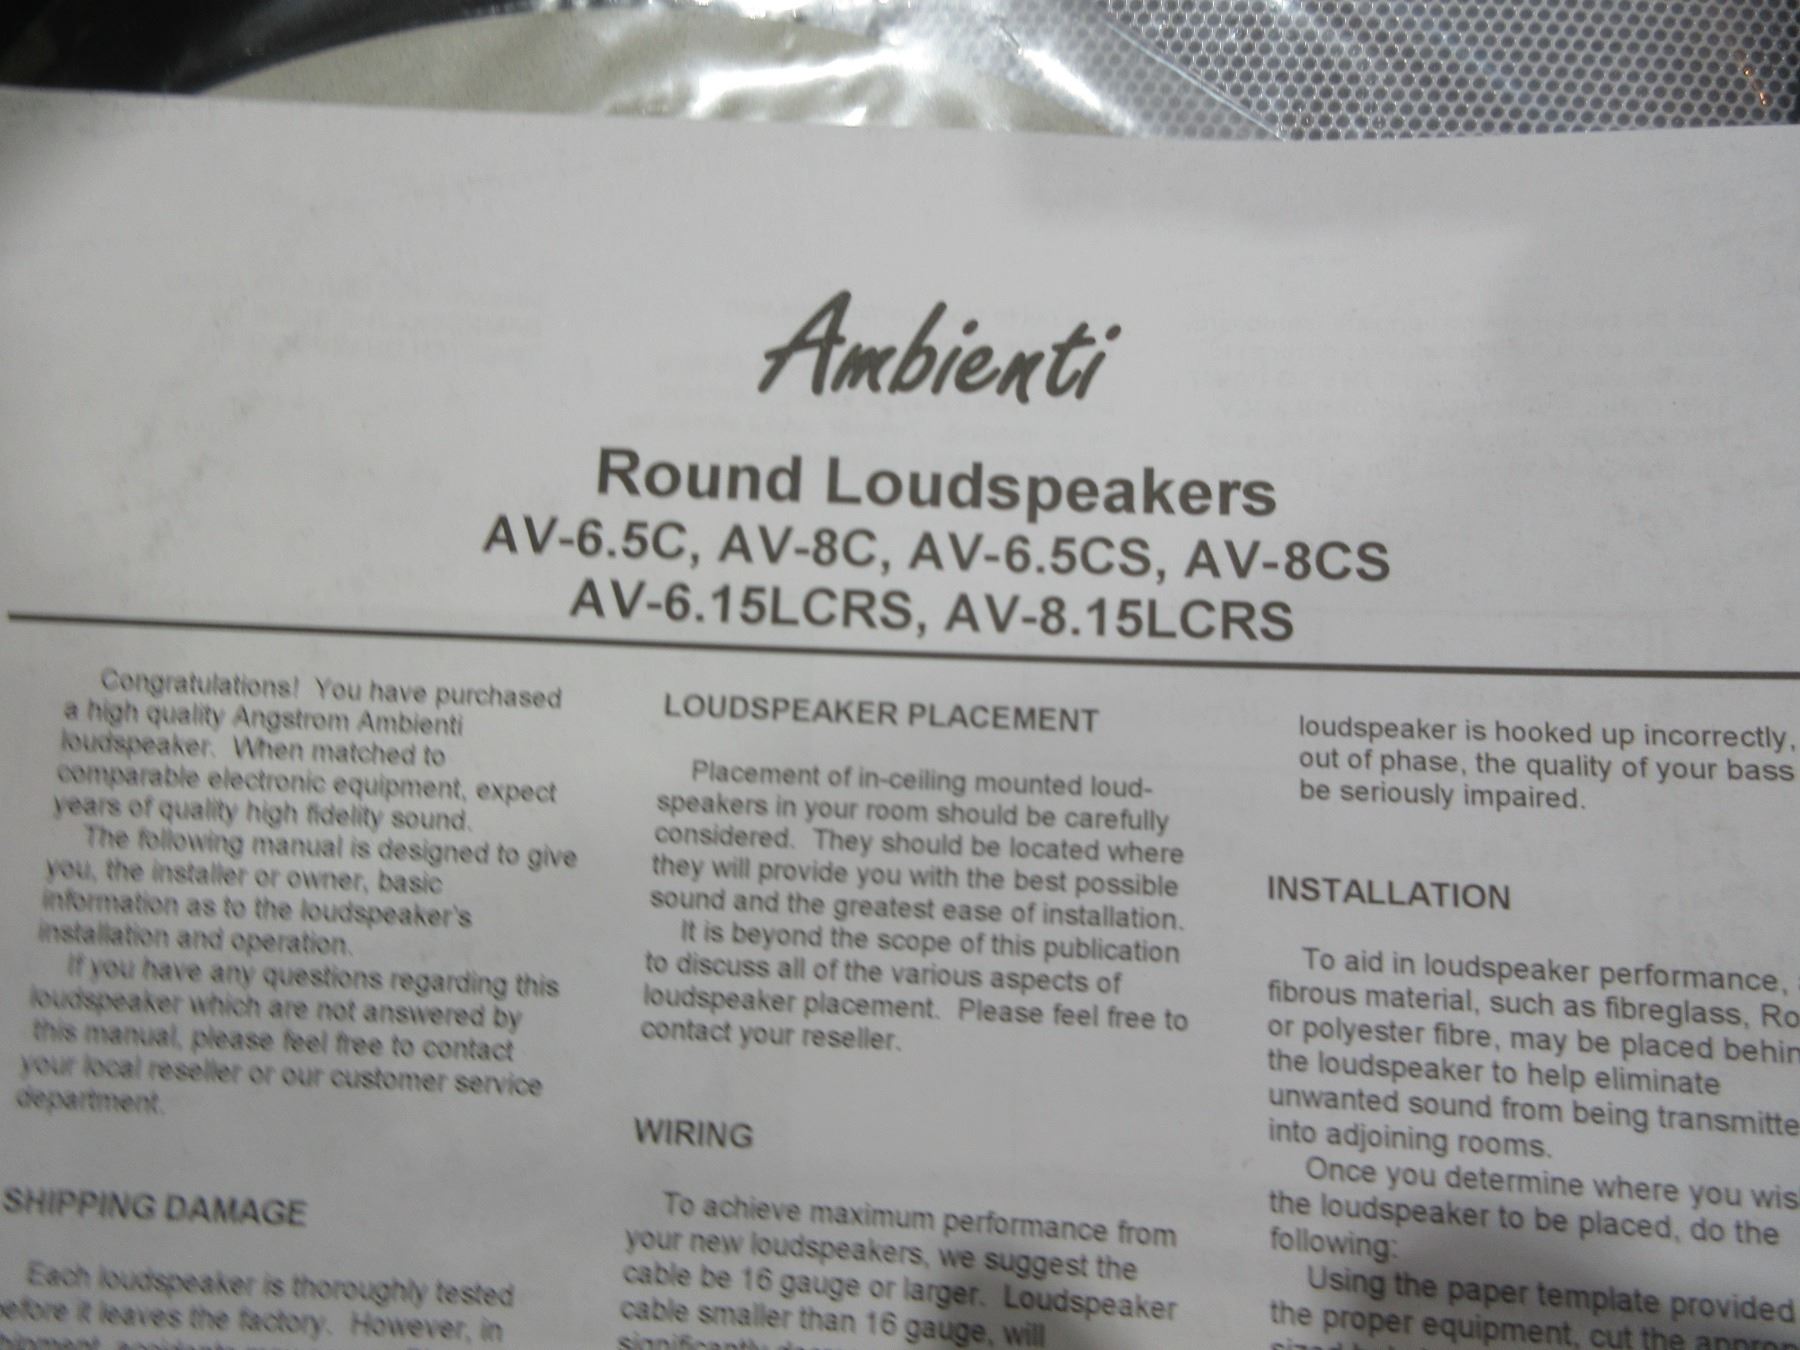 Ambienti
Round Loudspeakers
AV-6.5C, AV-8C, AV-6.5CS, AV-8CS
AV-6.15LCRS, AV-8.15LCRS
Congratulations! You have purchased
a high quality Angstrom Ambienti
loudspeaker. When matched to
comparable electronic equipment, expect
years of quality high fidelity sound.
The following manual is designed to give
you, the installer or owner, basic
information as to the loudspeaker's
installation and operation.
If you have any questions regarding this
loudspeaker which are not answered by
this manual, please feel free to contact
your local reseller or our customer service
department.
SHIPPING DAMAGE
Each loudspeaker is thoroughly tested
before it leaves the factory. However, in
LOUDSPEAKER PLACEMENT
Placement of in-ceiling mounted loud-
speakers in your room should be carefully
considered. They should be located where
they will provide you with the best possible
sound and the greatest ease of installation.
It is beyond the scope of this publication
to discuss all of the various aspects of
loudspeaker placement. Please feel free to
contact your reseller.
WIRING
To achieve maximum performance from
your new loudspeakers, we suggest the
cable be 16 gauge or larger. Loudspeaker
cable smaller than 16 gauge, will
loudspeaker is hooked up incorrectly,
out of phase, the quality of your bass
be seriously impaired.
INSTALLATION
To aid in loudspeaker performance,
fibrous material, such as fibreglass, Ro
or polyester fibre, may be placed behin
the loudspeaker to help eliminate
unwanted sound from being transmitte
into adjoining rooms.
Once you determine where you wis
the loudspeaker to be placed, do the
following:
Using the paper template provided
the proper equipment, cut the approp